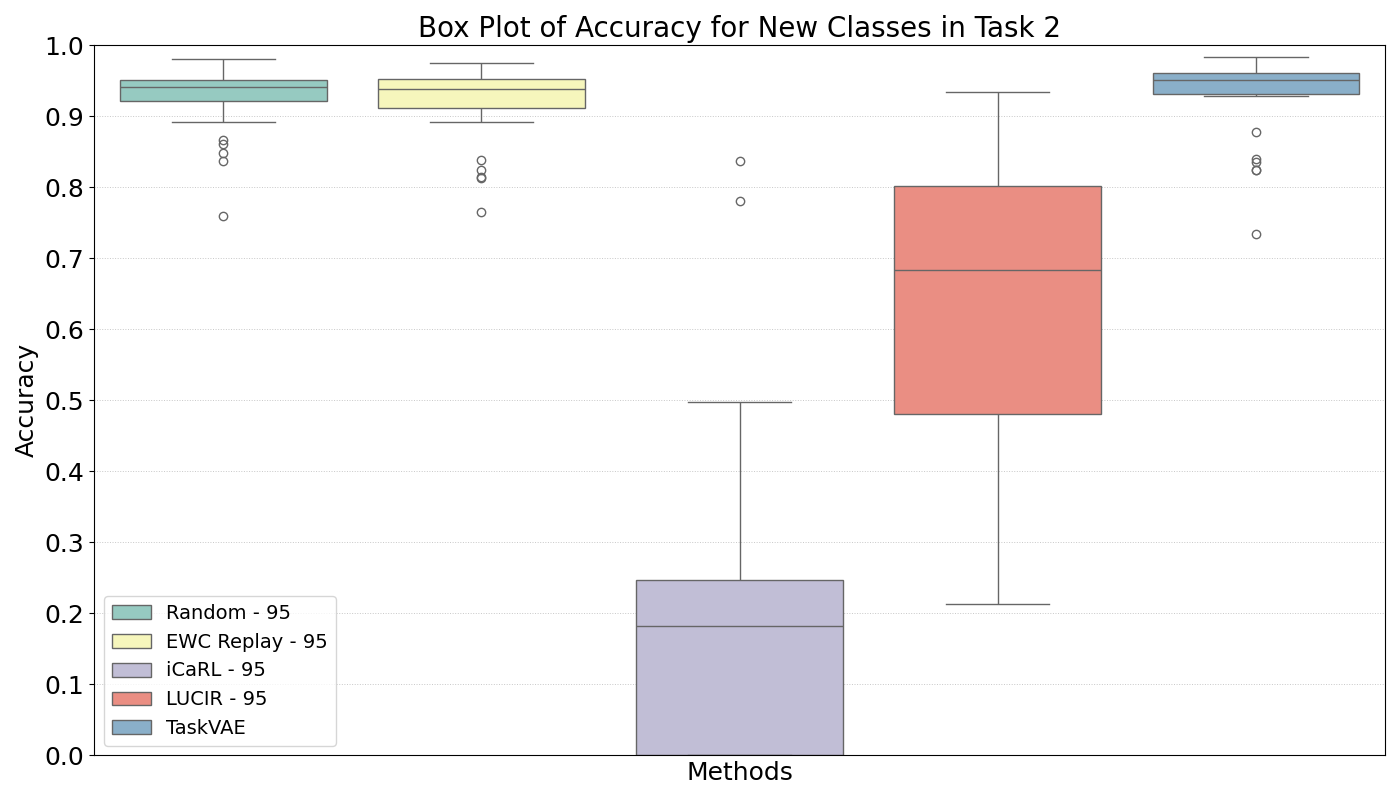 Box Plot of Accuracy for New Classes in Task 2
1.0
0.9
0.8
0.7
0.6
0.5
0.4
0.3
0.2
0.1
0.0
Accuracy
Random - 95
EWC Replay - 95
iCaRL - 95
LUCIR - 95
TaskVAE
Methods